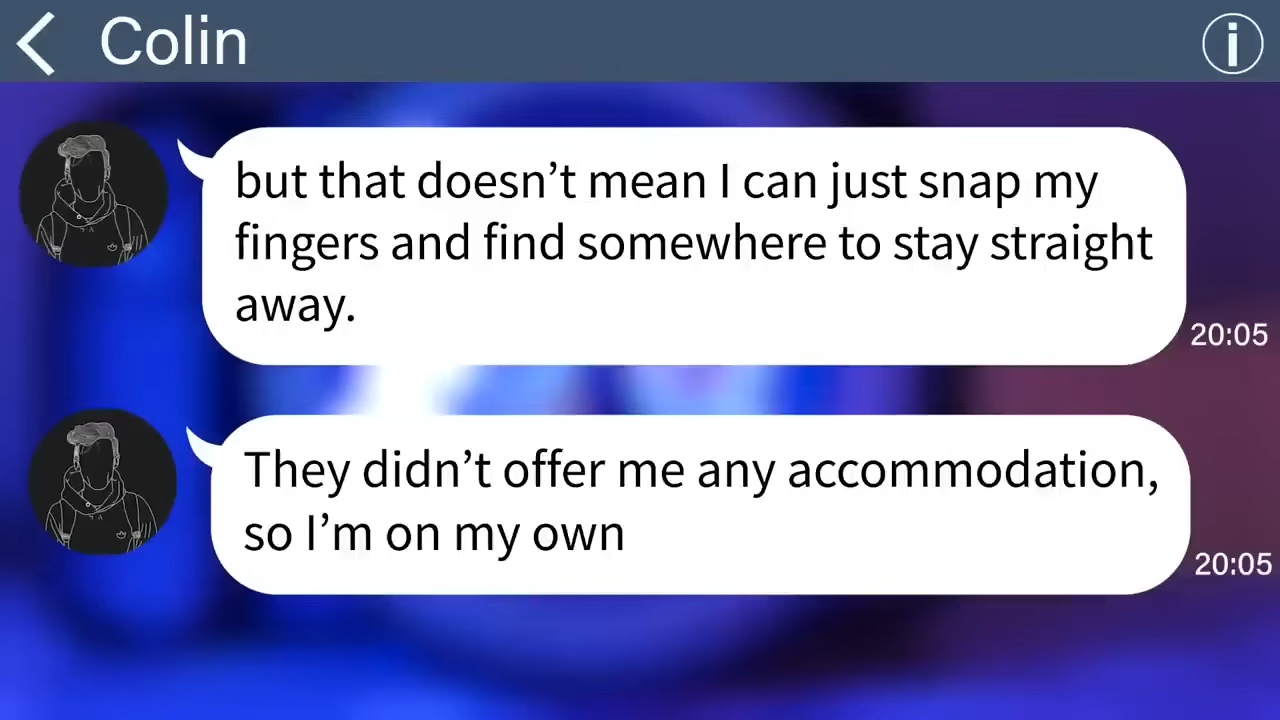 Colin
but that doesn’t mean I can just snap my
fingers and find somewhere to stay straight
away.
20:05
They didn’t offer me any accommodation,
so I’m on my own
20:05